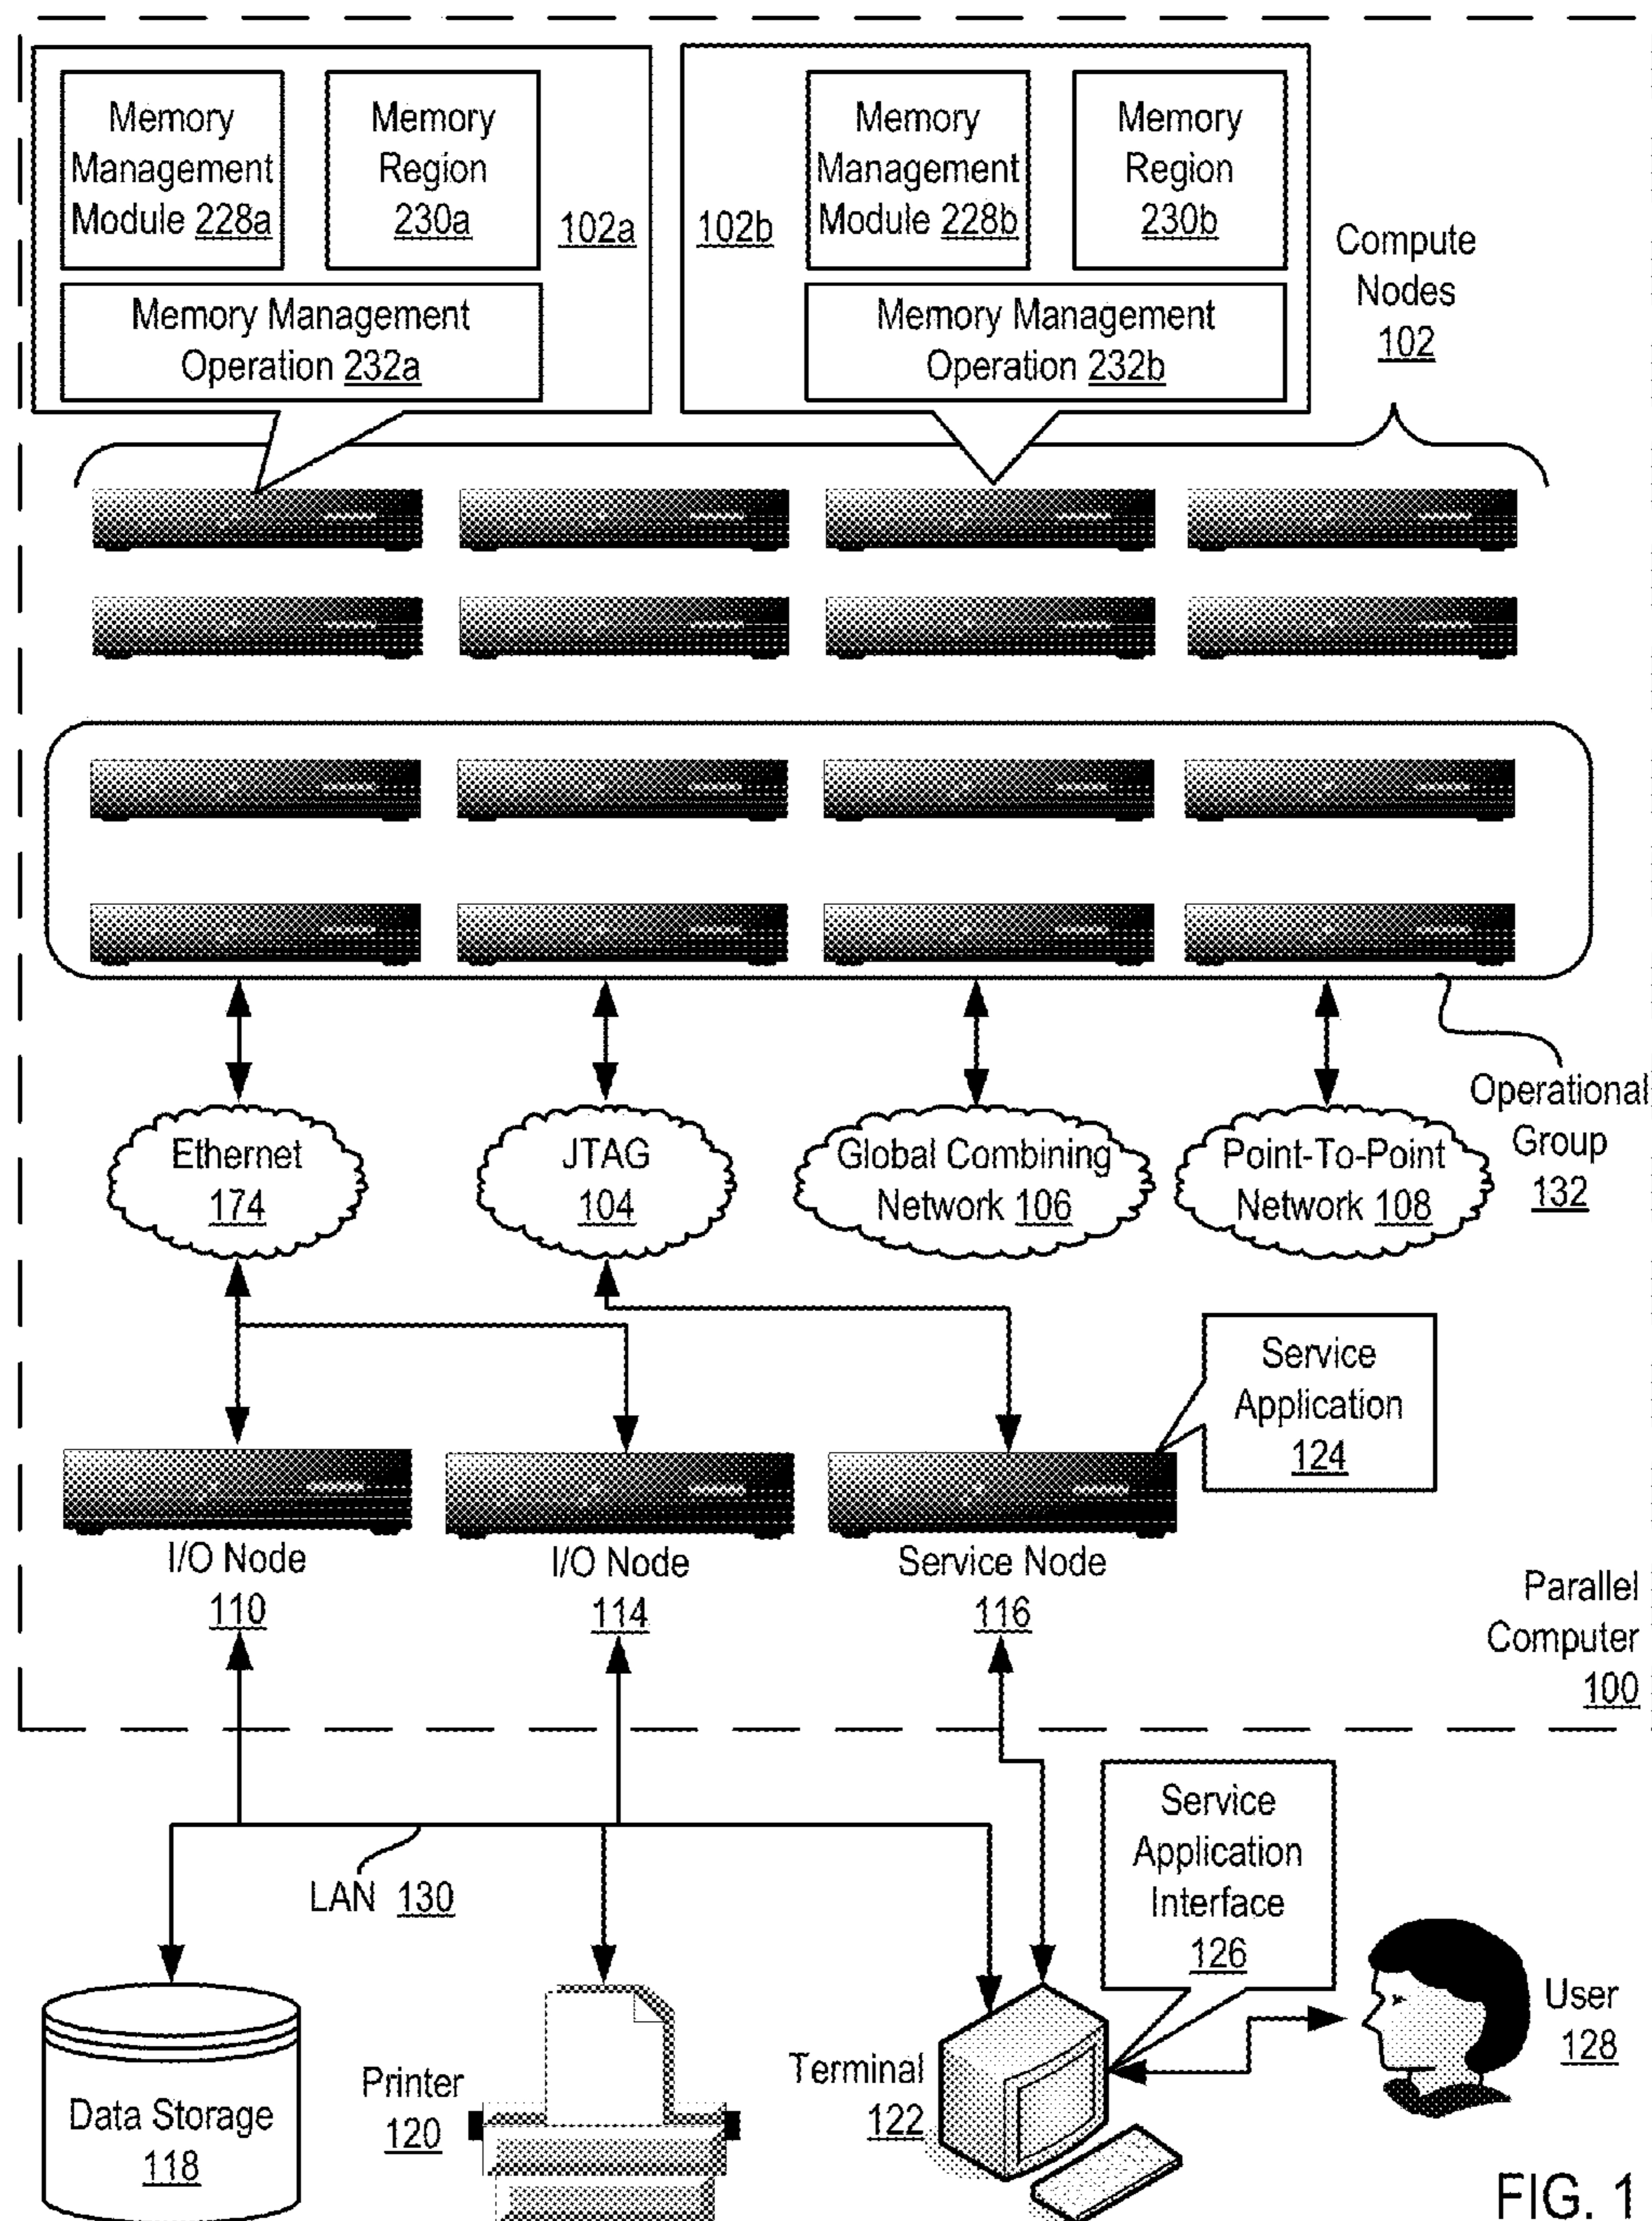 Memory
Management
Module 228a
Memory
Region
230a
102a
Memory Management
Operation 232a
102b
Memory
Management
Module 228b
Memory
Region
230b
Memory Management
Operation 232b
Compute
Nodes
102
Operational
Group
132
Ethernet
174
JTAG
104
Global Combining
Network 106
Point-To-Point
Network 108
Service
Application
124
I/O Node
110
I/O Node
114
Service Node
116
Parallel
Computer
100
LAN 130
Service
Application
Interface
126
Data Storage
118
Printer
120
Terminal
122
User
128
FIG. 1